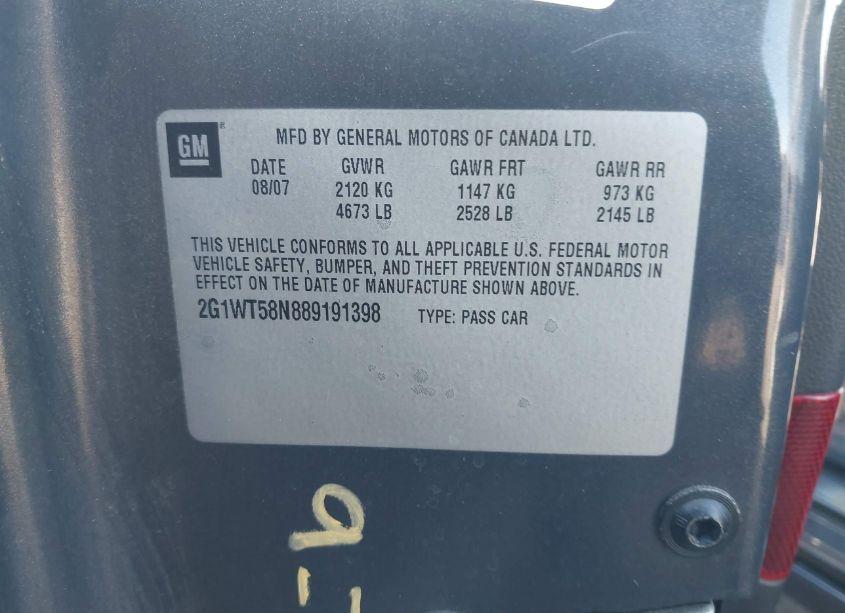 GM
MFD BY GENERAL MOTORS OF CANADA LTD.
DATE GVWR GAWR FRT GAWR RR
08/07 2120 KG 1147 KG 973 KG
4673 LB 2528 LB 2145 LB
THIS VEHICLE CONFORMS TO ALL APPLICABLE U.S. FEDERAL MOTOR
VEHICLE SAFETY, BUMPER, AND THEFT PREVENTION STANDARDS IN
EFFECT ON THE DATE OF MANUFACTURE SHOWN ABOVE.
2G1WT58N889191398 TYPE: PASS CAR